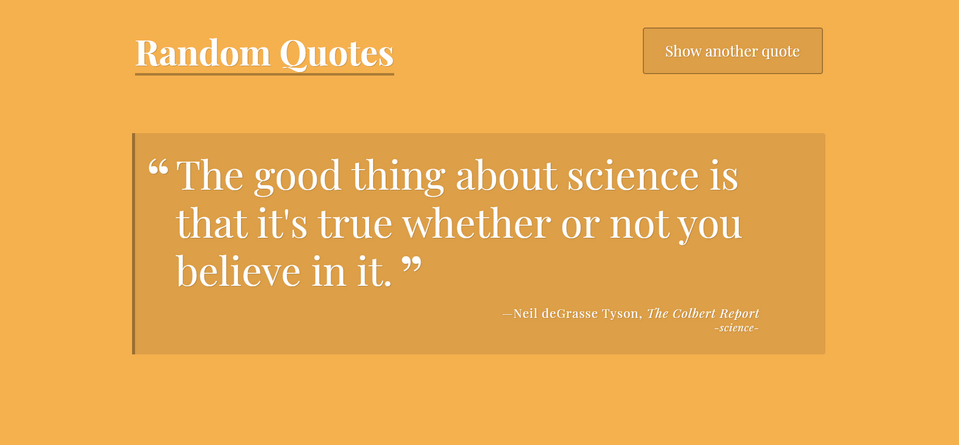 Random Quotes
Show another quote
“The good thing about science is
that it's true whether or not you
believe in it.”
—Neil deGrasse Tyson, The Colbert Report
-science-